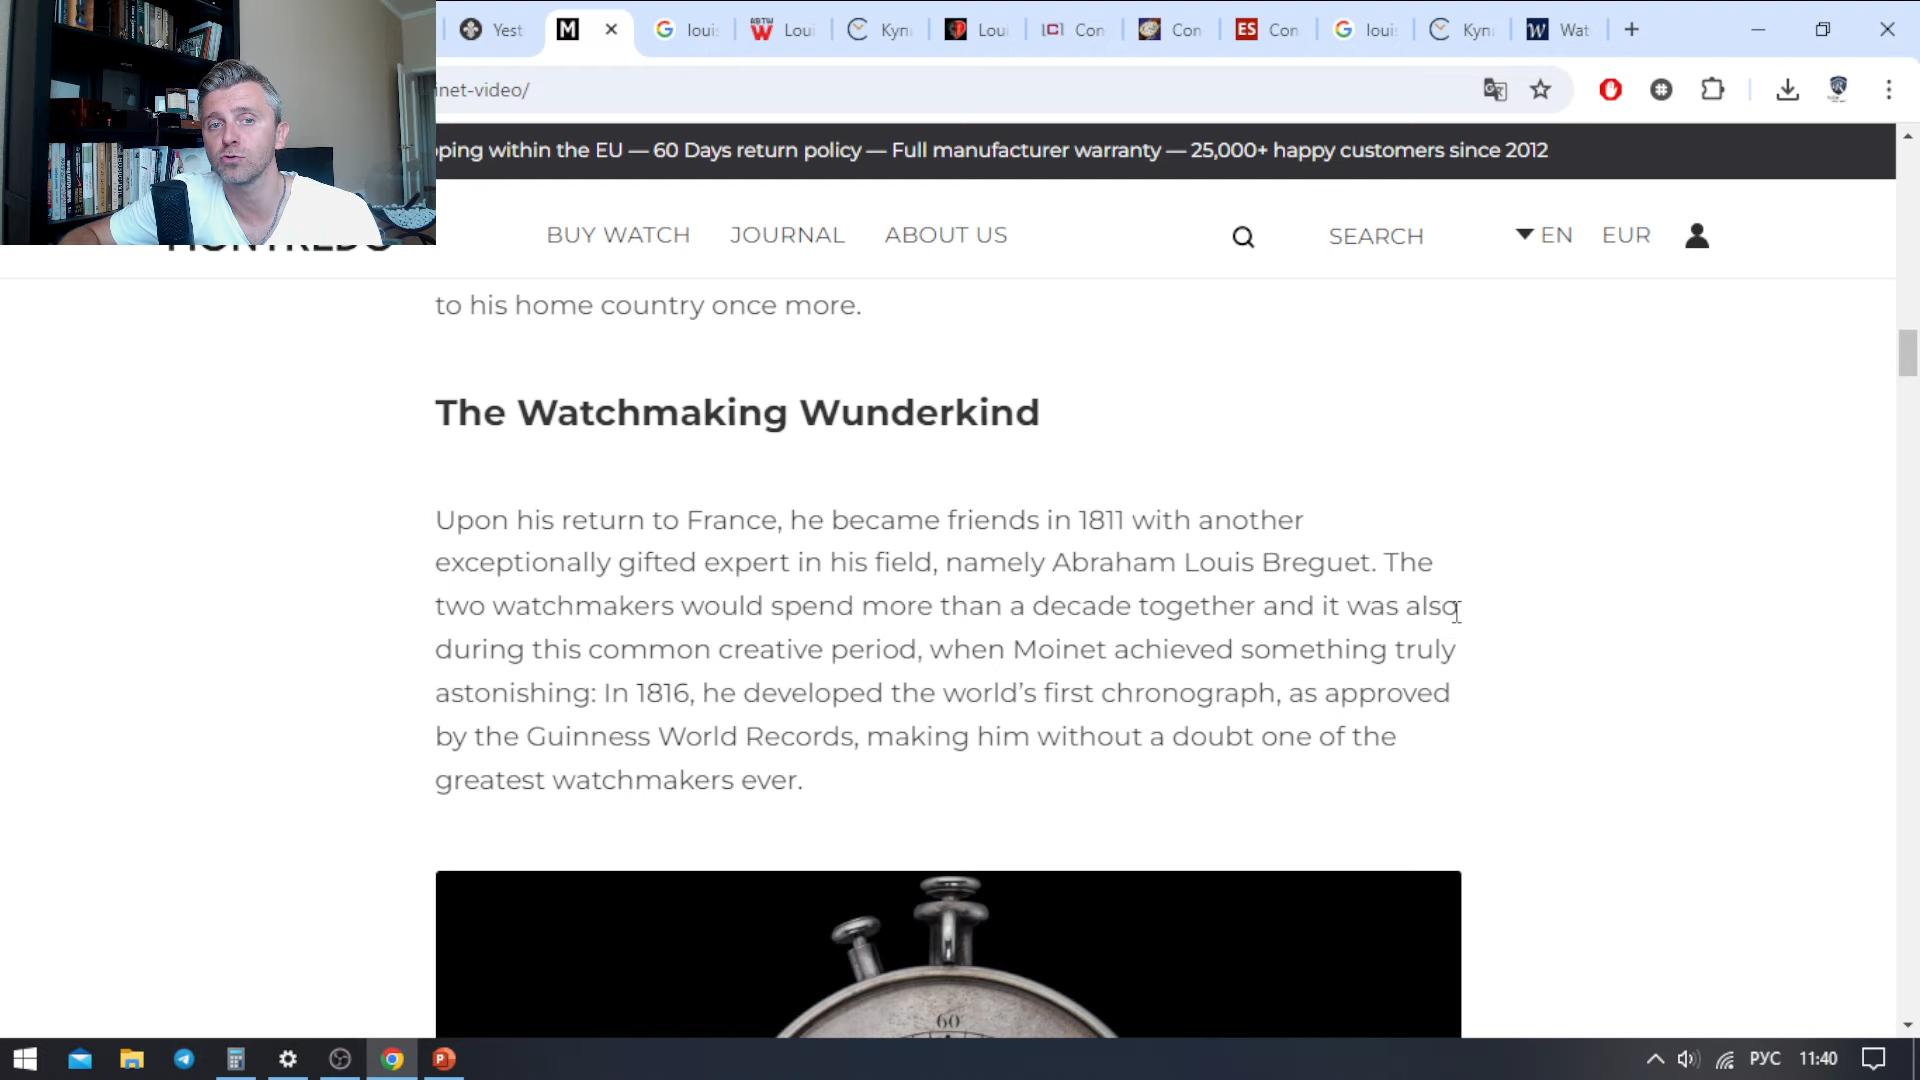 Yest
loui
Loui
Kyn
Loui
Con
Con
ES Con
loui
Kyn
Wat
inet-video/
pping within the EU — 60 Days return policy — Full manufacturer warranty — 25,000+ happy customers since 2012
BUY WATCH JOURNAL ABOUT US SEARCH EN EUR
to his home country once more.
The Watchmaking Wunderkind
Upon his return to France, he became friends in 1811 with another
exceptionally gifted expert in his field, namely Abraham Louis Breguet. The
two watchmakers would spend more than a decade together and it was also
during this common creative period, when Moinet achieved something truly
astonishing: In 1816, he developed the world's first chronograph, as approved
by the Guinness World Records, making him without a doubt one of the
greatest watchmakers ever.
60
РУС 11:40